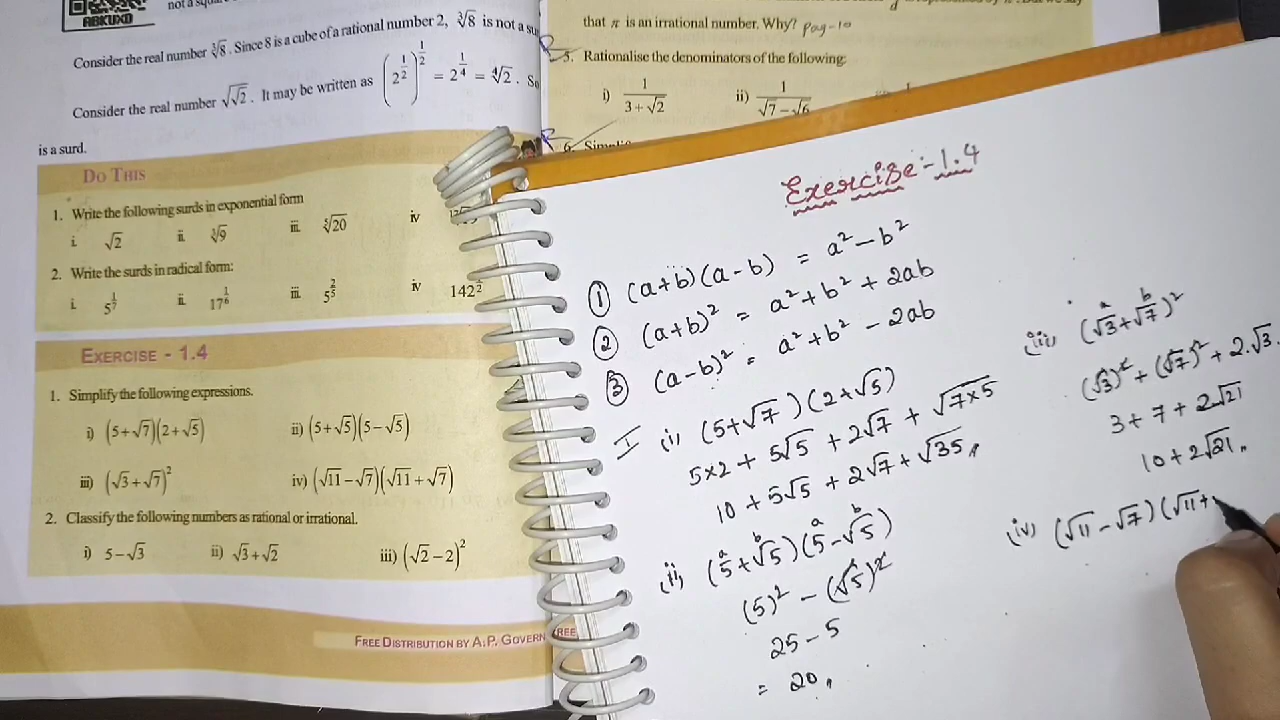 not a squ
ABKUXD
Consider the real number ∛8. Since 8 is a cube of a rational number 2, ∛8 is not a su
Consider the real number √√2. It may be written as (2^(1/2))^(1/2) = 2^(1/4) = ⁴√2. So
is a surd.
DO THIS
1. Write the following surds in exponential form
i. √2 ii. ∛9 iii. ⁵√20 iv
2. Write the surds in radical form:
i. 5^(1/7) ii. 17^(1/6) iii. 5^(2/5) iv 142^(1/2)
EXERCISE - 1.4
1. Simplify the following expressions.
i) (5+√7)(2+√5) ii) (5+√5)(5−√5)
iii) (√3+√7)² iv) (√11−√7)(√11+√7)
2. Classify the following numbers as rational or irrational.
i) 5−√3 ii) √3+√2 iii) (√2−2)²
FREE DISTRIBUTION BY A.P. GOVERN
FREE
that π is an irrational number. Why? pag-10
5. Rationalise the denominators of the following:
i) 1/(3+√2) ii) 1/(√7−√6)
6. Simpli
Exercise:-1.4
① (a+b)(a−b) = a²−b²
② (a+b)² = a²+b²+2ab
③ (a−b)² = a²+b²−2ab
I (i) (5+√7)(2+√5)
5×2+5√5+2√7+√7×5
10+5√5+2√7+√35
(ii) (5+√5)(5−√5)
a b a b
(5)²−(√5)²
25−5
= 20
(iii) (√3+√7)²
a b
(√3)²+(√7)²+2.√3.
3+7+2√21
10+2√21
(iv) (√11−√7)(√11+